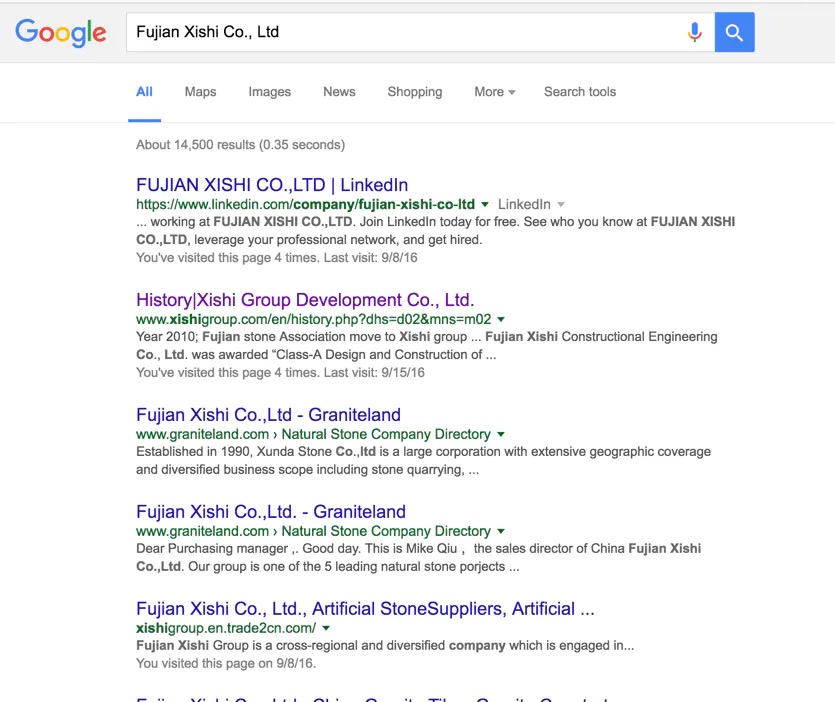 Google
Fujian Xishi Co., Ltd
All Maps Images News Shopping More Search tools
About 14,500 results (0.35 seconds)
FUJIAN XISHI CO.,LTD | LinkedIn
https://www.linkedin.com/company/fujian-xishi-co-ltd LinkedIn
... working at FUJIAN XISHI CO.,LTD. Join LinkedIn today for free. See who you know at FUJIAN XISHI
CO.,LTD, leverage your professional network, and get hired.
You've visited this page 4 times. Last visit: 9/8/16
History|Xishi Group Development Co., Ltd.
www.xishigroup.com/en/history.php?dhs=d02&mns=m02
Year 2010; Fujian stone Association move to Xishi group ... Fujian Xishi Constructional Engineering
Co., Ltd. was awarded “Class-A Design and Construction of ...
You've visited this page 4 times. Last visit: 9/15/16
Fujian Xishi Co.,Ltd - Graniteland
www.graniteland.com › Natural Stone Company Directory
Established in 1990, Xunda Stone Co.,ltd is a large corporation with extensive geographic coverage
and diversified business scope including stone quarrying, ...
Fujian Xishi Co.,Ltd. - Graniteland
www.graniteland.com › Natural Stone Company Directory
Dear Purchasing manager ,. Good day. This is Mike Qiu , the sales director of China Fujian Xishi
Co.,Ltd. Our group is one of the 5 leading natural stone porjects ...
Fujian Xishi Co., Ltd., Artificial StoneSuppliers, Artificial ...
xishigroup.en.trade2cn.com/
Fujian Xishi Group is a cross-regional and diversified company which is engaged in...
You visited this page on 9/8/16.